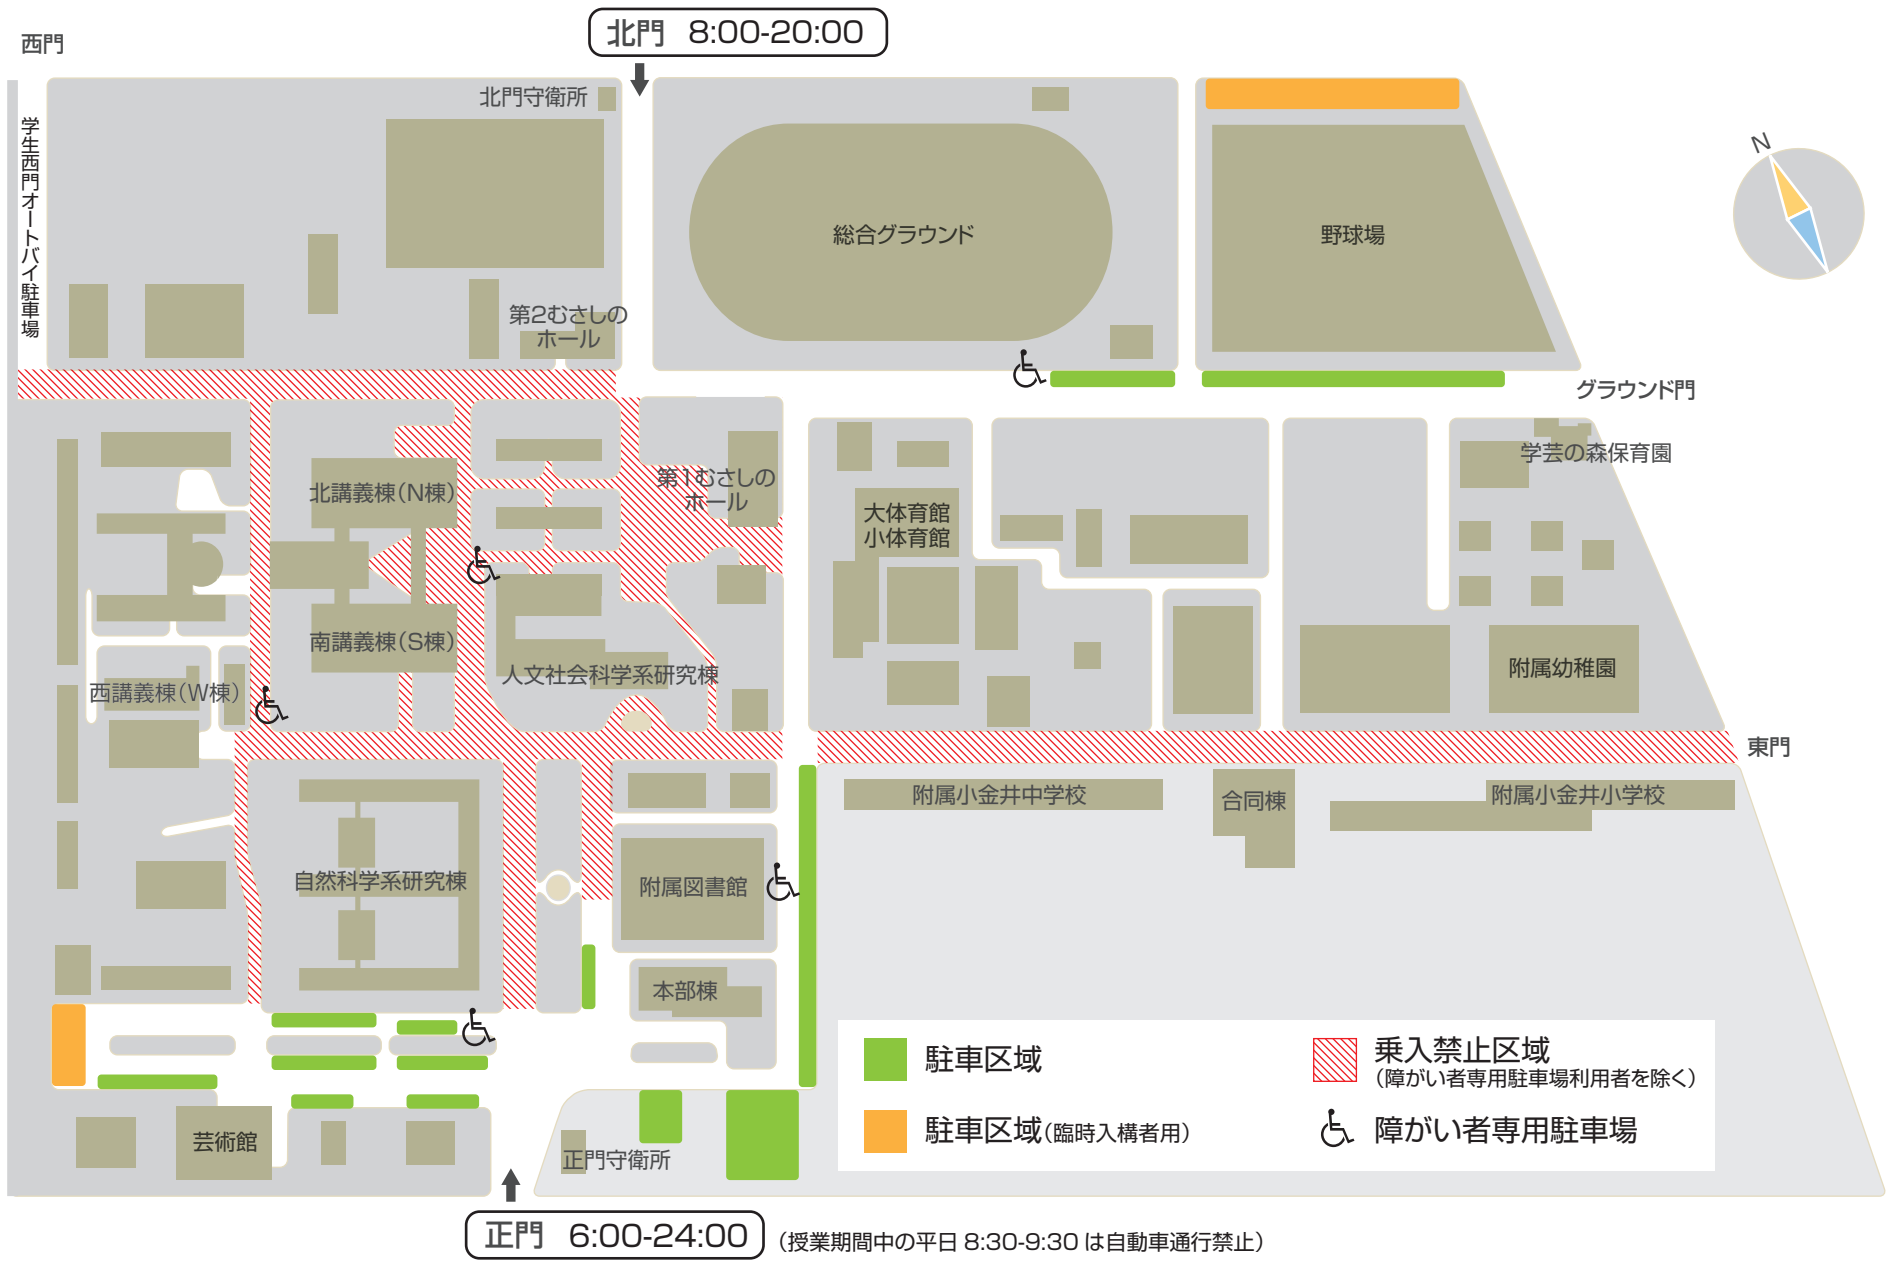 北門 8:00-20:00
西門
北門守衛所
学生西門オートバイ駐車場
N
総合グラウンド
野球場
第2むさしの
ホール
グラウンド門
学芸の森保育園
第1むさしの
ホール
北講義棟(N棟)
大体育館
小体育館
南講義棟(S棟)
人文社会科学系研究棟
附属幼稚園
西講義棟(W棟)
東門
附属小金井中学校
合同棟
附属小金井小学校
自然科学系研究棟
附属図書館
本部棟
駐車区域
乗入禁止区域
(障がい者専用駐車場利用者を除く)
駐車区域(臨時入構者用)
障がい者専用駐車場
芸術館
正門守衛所
正門 6:00-24:00 (授業期間中の平日 8:30-9:30 は自動車通行禁止)